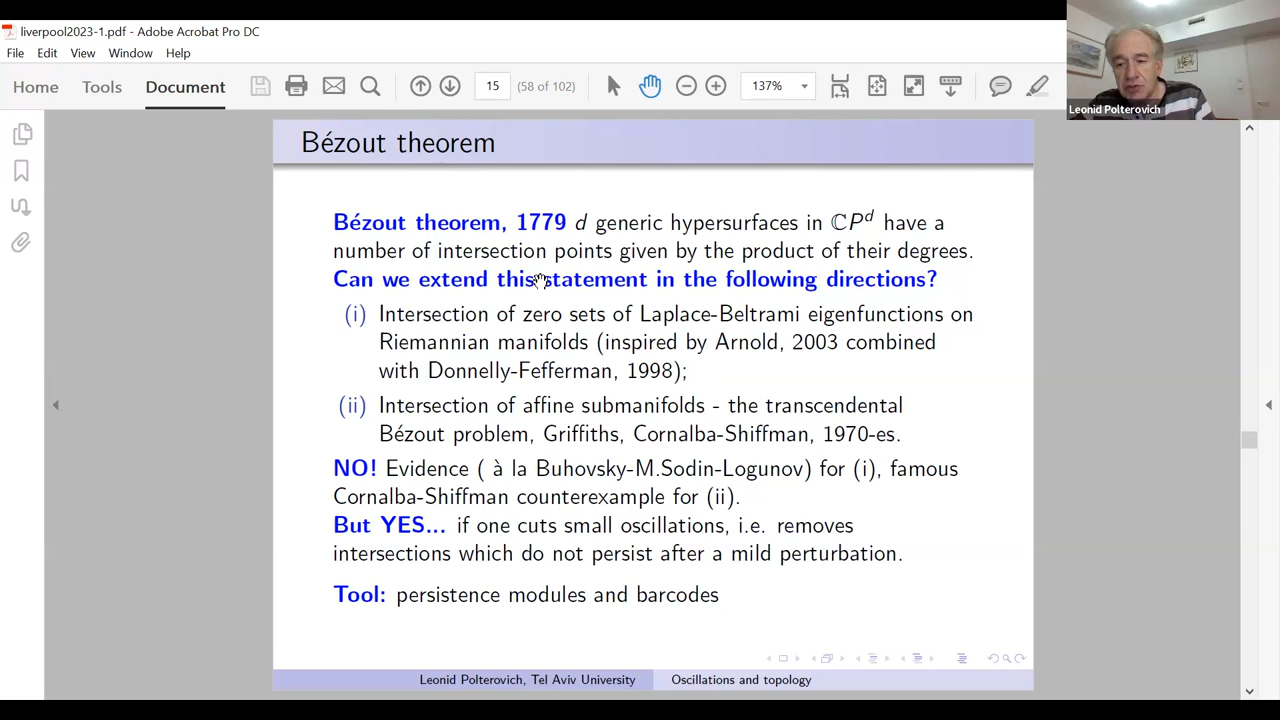 liverpool2023-1.pdf - Adobe Acrobat Pro DC
File Edit View Window Help
Home Tools Document 15 (58 of 102) 137%
Leonid Polterovich
Bézout theorem
Bézout theorem, 1779 d generic hypersurfaces in ℂP^d have a
number of intersection points given by the product of their degrees.
Can we extend this statement in the following directions?
(i) Intersection of zero sets of Laplace-Beltrami eigenfunctions on
Riemannian manifolds (inspired by Arnold, 2003 combined
with Donnelly-Fefferman, 1998);
(ii) Intersection of affine submanifolds - the transcendental
Bézout problem, Griffiths, Cornalba-Shiffman, 1970-es.
NO! Evidence ( à la Buhovsky-M.Sodin-Logunov) for (i), famous
Cornalba-Shiffman counterexample for (ii).
But YES... if one cuts small oscillations, i.e. removes
intersections which do not persist after a mild perturbation.
Tool: persistence modules and barcodes
Leonid Polterovich, Tel Aviv University Oscillations and topology